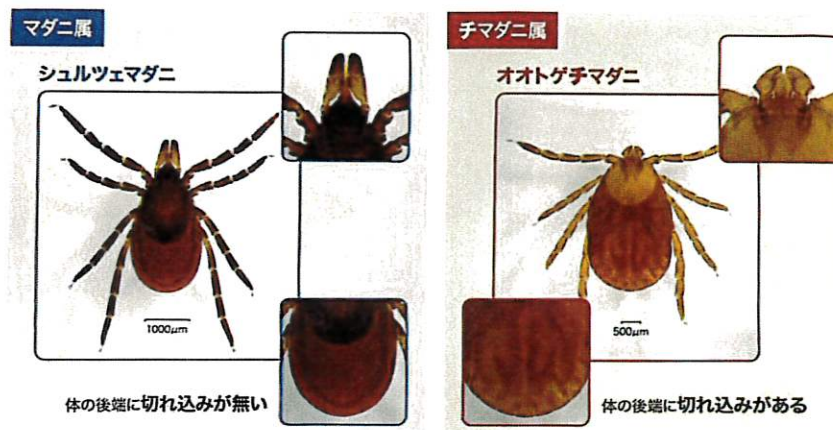 マダニ属
シュルツェマダニ
1000μm
体の後端に切れ込みが無い
チマダニ属
オオトゲチマダニ
500μm
体の後端に切れ込みがある